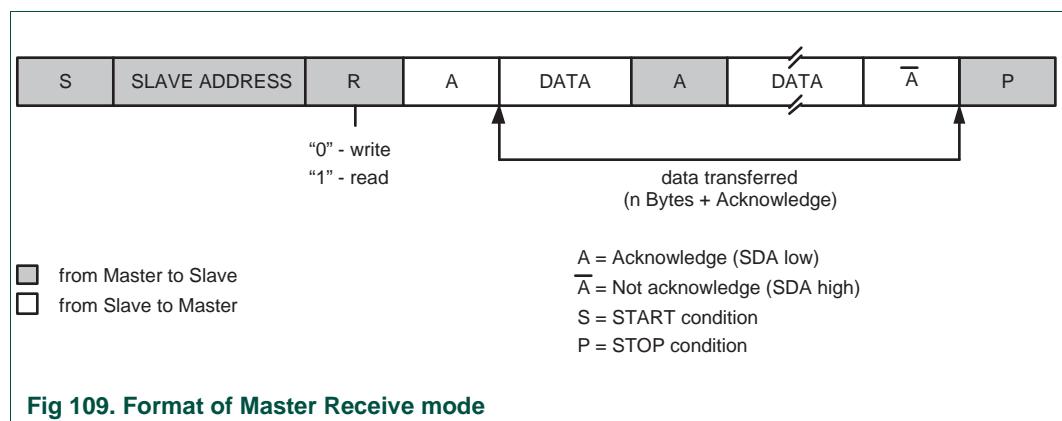 S SLAVE ADDRESS R A DATA A DATA A̅ P
“0” - write
“1” - read
data transferred
(n Bytes + Acknowledge)
from Master to Slave
from Slave to Master
A = Acknowledge (SDA low)
A̅ = Not acknowledge (SDA high)
S = START condition
P = STOP condition
Fig 109. Format of Master Receive mode